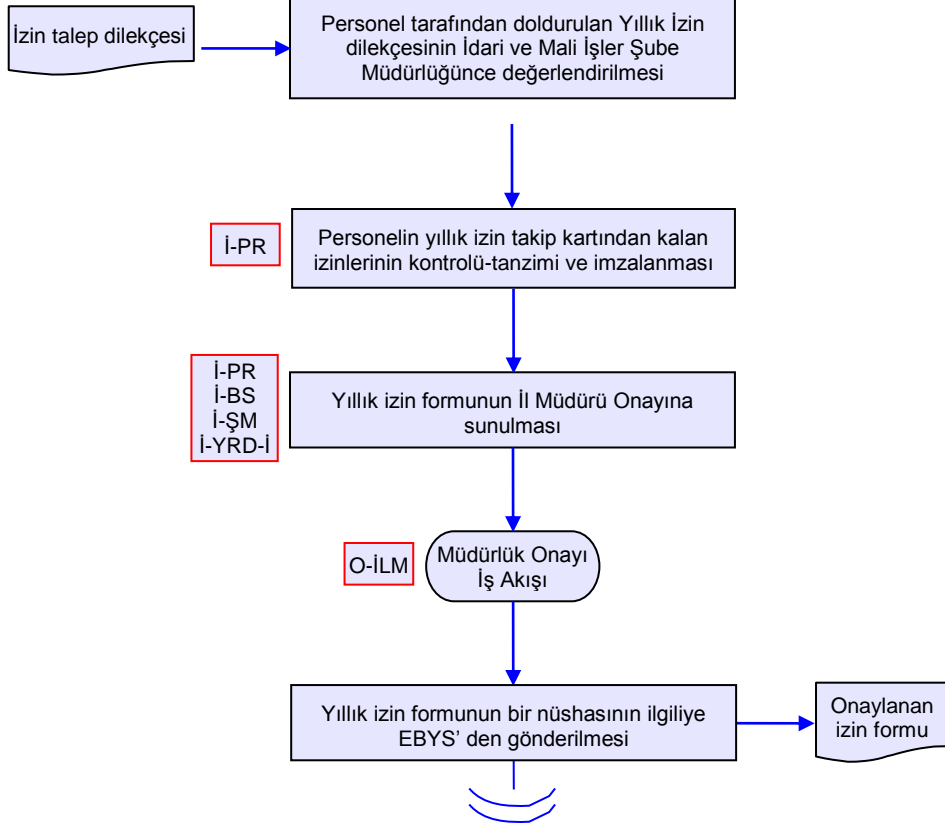 İzin talep dilekçesi
Personel tarafından doldurulan Yıllık İzin
dilekçesinin İdari ve Mali İşler Şube
Müdürlüğünce değerlendirilmesi
İ-PR
Personelin yıllık izin takip kartından kalan
izinlerinin kontrolü-tanzimi ve imzalanması
İ-PR
İ-BS
İ-ŞM
İ-YRD-İ
Yıllık izin formunun İl Müdürü Onayına
sunulması
O-İLM
Müdürlük Onayı
İş Akışı
Yıllık izin formunun bir nüshasının ilgiliye
EBYS’ den gönderilmesi
Onaylanan
izin formu